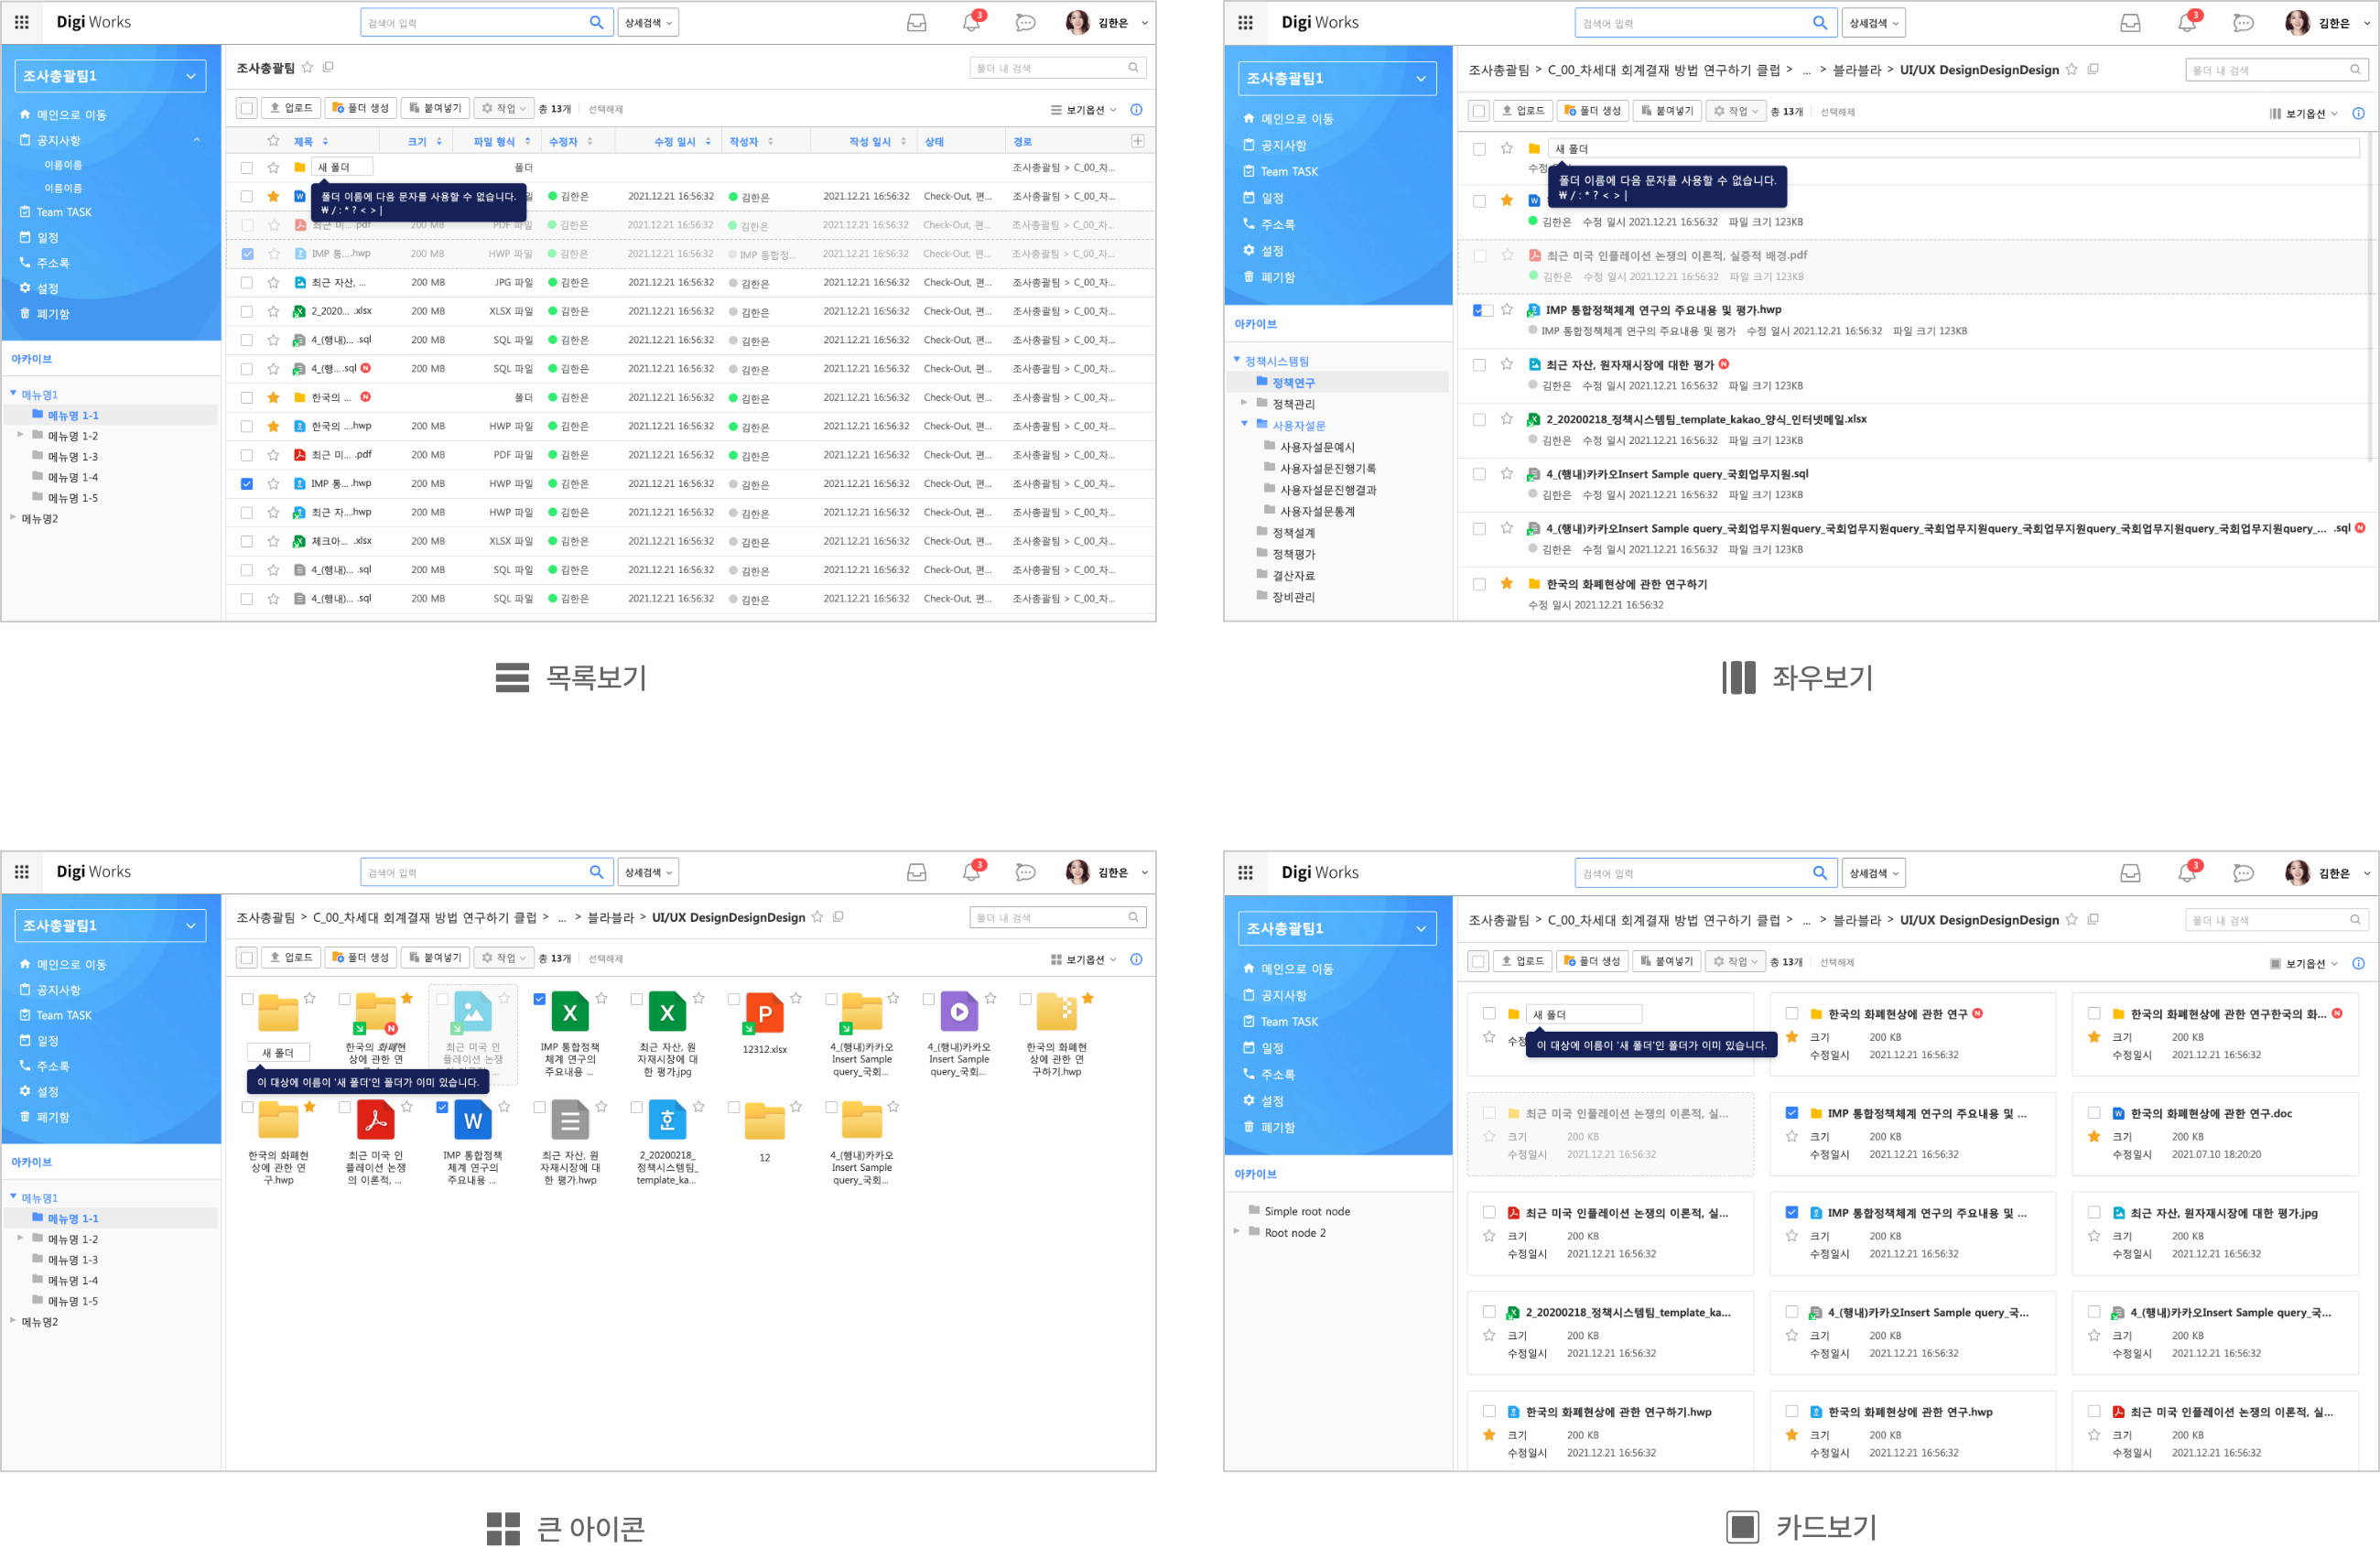 Digi Works
검색어 입력
상세검색
3
김한은
조사총괄팀1
메인으로 이동
공지사항
이름이름
이름이름
Team TASK
일정
주소록
설정
폐기함
아카이브
메뉴명1
메뉴명 1-1
메뉴명 1-2
메뉴명 1-3
메뉴명 1-4
메뉴명 1-5
메뉴명2
조사총괄팀
폴더 내 검색
업로드 폴더 생성 붙여넣기 작업 총 13개 선택해제 보기옵션
제목 크기 파일 형식 수정자 수정 일시 작성자 작성 일시 상태 경로
새 폴더 폴더 조사총괄팀 > C_00_차...
폴더 이름에 다음 문자를 사용할 수 없습니다.
₩ / : * ? < > |
김한은 2021.12.21 16:56:32 김한은 2021.12.21 16:56:32 Check-Out, 편... 조사총괄팀 > C_00_차...
최근 미... .pdf 200 MB PDF 파일 김한은 2021.12.21 16:56:32 김한은 2021.12.21 16:56:32 Check-Out, 편... 조사총괄팀 > C_00_차...
IMP 통....hwp 200 MB HWP 파일 김한은 2021.12.21 16:56:32 IMP 통합정... 2021.12.21 16:56:32 Check-Out, 편... 조사총괄팀 > C_00_차...
최근 자산, ... 200 MB JPG 파일 김한은 2021.12.21 16:56:32 김한은 2021.12.21 16:56:32 Check-Out, 편... 조사총괄팀 > C_00_차...
2_2020... .xlsx 200 MB XLSX 파일 김한은 2021.12.21 16:56:32 김한은 2021.12.21 16:56:32 Check-Out, 편... 조사총괄팀 > C_00_차...
4_(행내)... .sql 200 MB SQL 파일 김한은 2021.12.21 16:56:32 김한은 2021.12.21 16:56:32 Check-Out, 편... 조사총괄팀 > C_00_차...
4_(행... .sql N 200 MB SQL 파일 김한은 2021.12.21 16:56:32 김한은 2021.12.21 16:56:32 Check-Out, 편... 조사총괄팀 > C_00_차...
한국의 ... N 폴더 김한은 2021.12.21 16:56:32 김한은 2021.12.21 16:56:32 Check-Out, 편... 조사총괄팀 > C_00_차...
한국의 ....hwp 200 MB HWP 파일 김한은 2021.12.21 16:56:32 김한은 2021.12.21 16:56:32 Check-Out, 편... 조사총괄팀 > C_00_차...
최근 미... .pdf 200 MB PDF 파일 김한은 2021.12.21 16:56:32 김한은 2021.12.21 16:56:32 Check-Out, 편... 조사총괄팀 > C_00_차...
IMP 통....hwp 200 MB HWP 파일 김한은 2021.12.21 16:56:32 김한은 2021.12.21 16:56:32 Check-Out, 편... 조사총괄팀 > C_00_차...
최근 자....hwp 200 MB HWP 파일 김한은 2021.12.21 16:56:32 김한은 2021.12.21 16:56:32 Check-Out, 편... 조사총괄팀 > C_00_차...
체크아... .xlsx 200 MB XLSX 파일 김한은 2021.12.21 16:56:32 김한은 2021.12.21 16:56:32 Check-Out, 편... 조사총괄팀 > C_00_차...
4_(행내)... .sql 200 MB SQL 파일 김한은 2021.12.21 16:56:32 김한은 2021.12.21 16:56:32 Check-Out, 편... 조사총괄팀 > C_00_차...
4_(행내)... .sql 200 MB SQL 파일 김한은 2021.12.21 16:56:32 김한은 2021.12.21 16:56:32 Check-Out, 편... 조사총괄팀 > C_00_차...
목록보기
Digi Works
검색어 입력
상세검색
3
김한은
조사총괄팀1
메인으로 이동
공지사항
Team TASK
일정
주소록
설정
폐기함
아카이브
정책시스템팀
정책연구
정책관리
사용자설문
사용자설문예시
사용자설문진행기록
사용자설문진행결과
사용자설문통계
정책설계
정책평가
결산자료
장비관리
조사총괄팀 > C_00_차세대 회계결재 방법 연구하기 클럽 > ... > 블라블라 > UI/UX DesignDesignDesign
폴더 내 검색
업로드 폴더 생성 붙여넣기 작업 총 13개 선택해제 보기옵션
새 폴더
수정
폴더 이름에 다음 문자를 사용할 수 없습니다.
₩ / : * ? < > |
김한은 수정 일시 2021.12.21 16:56:32 파일 크기 123KB
최근 미국 인플레이션 논쟁의 이론적, 실증적 배경.pdf
김한은 수정 일시 2021.12.21 16:56:32 파일 크기 123KB
IMP 통합정책체계 연구의 주요내용 및 평가.hwp
IMP 통합정책체계 연구의 주요내용 및 평가 수정 일시 2021.12.21 16:56:32 파일 크기 123KB
최근 자산, 원자재시장에 대한 평가 N
김한은 수정 일시 2021.12.21 16:56:32 파일 크기 123KB
2_20200218_정책시스템팀_template_kakao_양식_인터넷메일.xlsx
김한은 수정 일시 2021.12.21 16:56:32 파일 크기 123KB
4_(행내)카카오Insert Sample query_국회업무지원.sql
김한은 수정 일시 2021.12.21 16:56:32 파일 크기 123KB
4_(행내)카카오Insert Sample query_국회업무지원query_국회업무지원query_국회업무지원query_국회업무지원query_국회업무지원query_국회업무지원query_... .sql N
김한은 수정 일시 2021.12.21 16:56:32 파일 크기 123KB
한국의 화폐현상에 관한 연구하기
수정 일시 2021.12.21 16:56:32
좌우보기
Digi Works
검색어 입력
상세검색
3
김한은
조사총괄팀1
메인으로 이동
공지사항
Team TASK
일정
주소록
설정
폐기함
아카이브
메뉴명1
메뉴명 1-1
메뉴명 1-2
메뉴명 1-3
메뉴명 1-4
메뉴명 1-5
메뉴명2
조사총괄팀 > C_00_차세대 회계결재 방법 연구하기 클럽 > ... > 블라블라 > UI/UX DesignDesignDesign
폴더 내 검색
업로드 폴더 생성 붙여넣기 작업 총 13개 선택해제 보기옵션
새 폴더
한국의 화폐현
상에 관한 연
최근 미국 인
플레이션 논쟁
IMP 통합정책
체계 연구의
주요내용 ...
최근 자산, 원
자재시장에 대
한 평가.jpg
12312.xlsx
4_(행내)카카오
Insert Sample
query_국회...
4_(행내)카카오
Insert Sample
query_국회...
한국의 화폐현
상에 관한 연
구하기.hwp
이 대상에 이름이 '새 폴더'인 폴더가 이미 있습니다.
한국의 화폐현
상에 관한 연
구.hwp
최근 미국 인
플레이션 논쟁
의 이론적, ...
IMP 통합정책
체계 연구의
주요내용 ...
최근 자산, 원
자재시장에 대
한 평가.hwp
2_20200218_
정책시스템팀_
template_ka...
12
4_(행내)카카오
Insert Sample
query_국회...
큰 아이콘
Digi Works
검색어 입력
상세검색
3
김한은
조사총괄팀1
메인으로 이동
공지사항
Team TASK
일정
주소록
설정
폐기함
아카이브
Simple root node
Root node 2
조사총괄팀 > C_00_차세대 회계결재 방법 연구하기 클럽 > ... > 블라블라 > UI/UX DesignDesignDesign
폴더 내 검색
업로드 폴더 생성 붙여넣기 작업 총 13개 선택해제 보기옵션
새 폴더
수정
이 대상에 이름이 '새 폴더'인 폴더가 이미 있습니다.
한국의 화폐현상에 관한 연구 N
크기 200 KB
수정일시 2021.12.21 16:56:32
한국의 화폐현상에 관한 연구한국의 화... N
크기 200 KB
수정일시 2021.12.21 16:56:32
최근 미국 인플레이션 논쟁의 이론적, 실...
크기 200 KB
수정일시 2021.12.21 16:56:32
IMP 통합정책체계 연구의 주요내용 및 ...
크기 200 KB
수정일시 2021.12.21 16:56:32
한국의 화폐현상에 관한 연구.doc
크기 200 KB
수정일시 2021.07.10 18:20:20
최근 미국 인플레이션 논쟁의 이론적, 실...
크기 200 KB
수정일시 2021.12.21 16:56:32
IMP 통합정책체계 연구의 주요내용 및 ...
크기 200 KB
수정일시 2021.12.21 16:56:32
최근 자산, 원자재시장에 대한 평가.jpg
크기 200 KB
수정일시 2021.12.21 16:56:32
2_20200218_정책시스템팀_template_ka...
크기 200 KB
수정일시 2021.12.21 16:56:32
4_(행내)카카오Insert Sample query_국...
크기 200 KB
수정일시 2021.12.21 16:56:32
4_(행내)카카오Insert Sample query_국...
크기 200 KB
수정일시 2021.12.21 16:56:32
한국의 화폐현상에 관한 연구하기.hwp
크기 200 KB
수정일시 2021.12.21 16:56:32
한국의 화폐현상에 관한 연구.hwp
크기 200 KB
수정일시 2021.12.21 16:56:32
최근 미국 인플레이션 논쟁의 이론적, 실...
크기 200 KB
수정일시 2021.12.21 16:56:32
카드보기